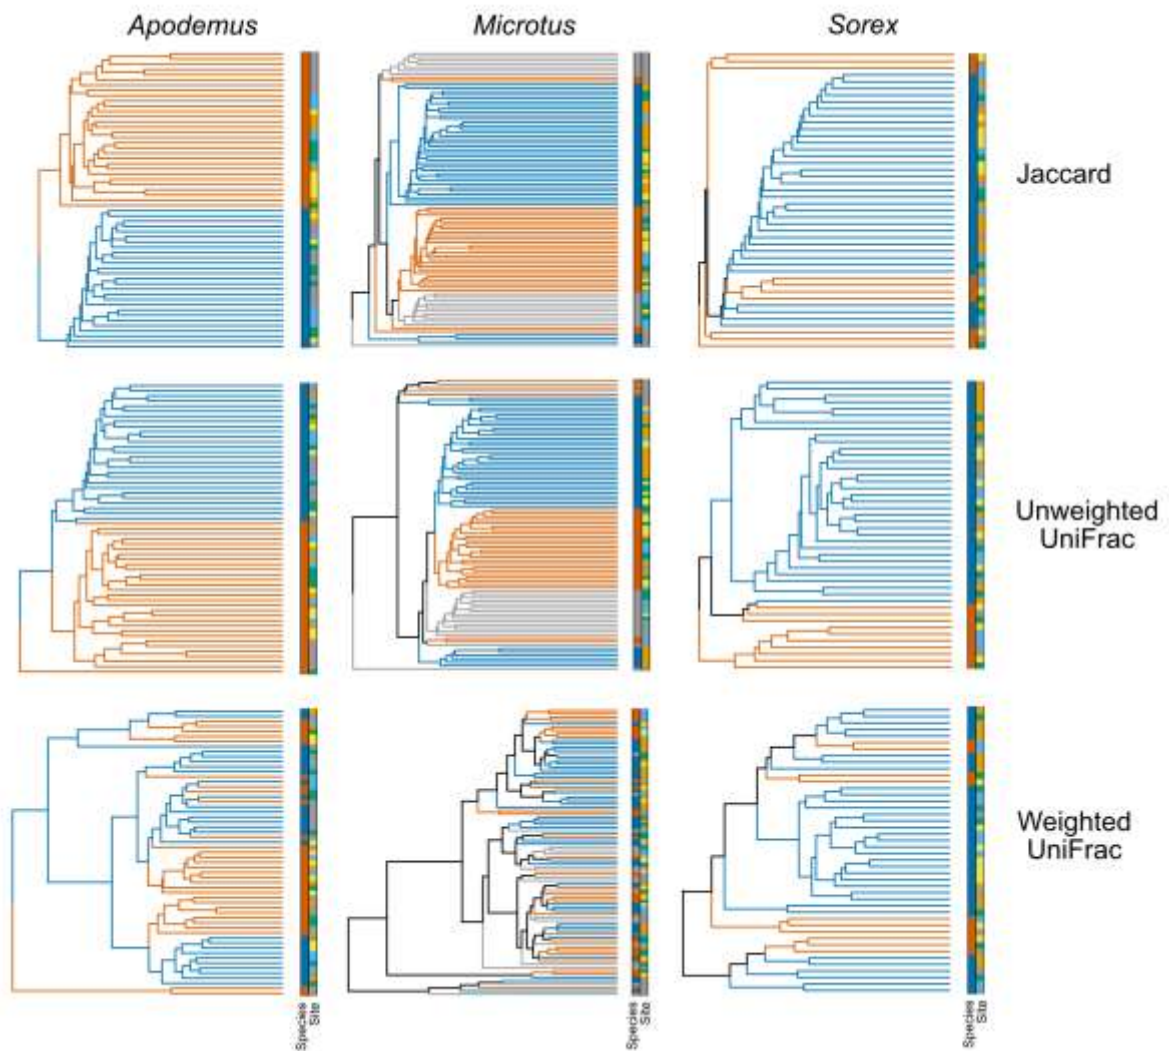 Apodemus
Microtus
Sorex
Jaccard
Unweighted
UniFrac
Weighted
UniFrac
Species
Site
Species
Site
Species
Site